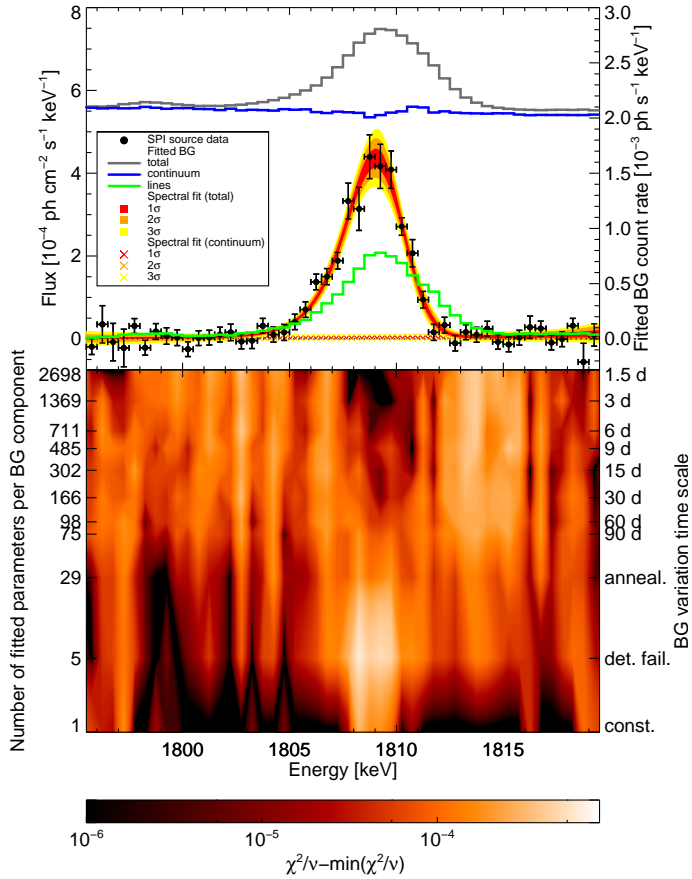 8
6
4
2
0
Flux [10⁻⁴ ph cm⁻² s⁻¹ keV⁻¹]
3.0
2.5
2.0
1.5
1.0
0.5
0.0
Fitted BG count rate [10⁻³ ph s⁻¹ keV⁻¹]
SPI source data
Fitted BG
total
continuum
lines
Spectral fit (total)
1σ
2σ
3σ
Spectral fit (continuum)
1σ
2σ
3σ
Number of fitted parameters per BG component
2698
1369
711
485
302
166
98
75
29
5
1
1.5 d
3 d
6 d
9 d
15 d
30 d
60 d
90 d
anneal.
det. fail.
const.
BG variation time scale
1800
1805
1810
1815
Energy [keV]
10⁻⁶
10⁻⁵
10⁻⁴
χ²/ν−min(χ²/ν)